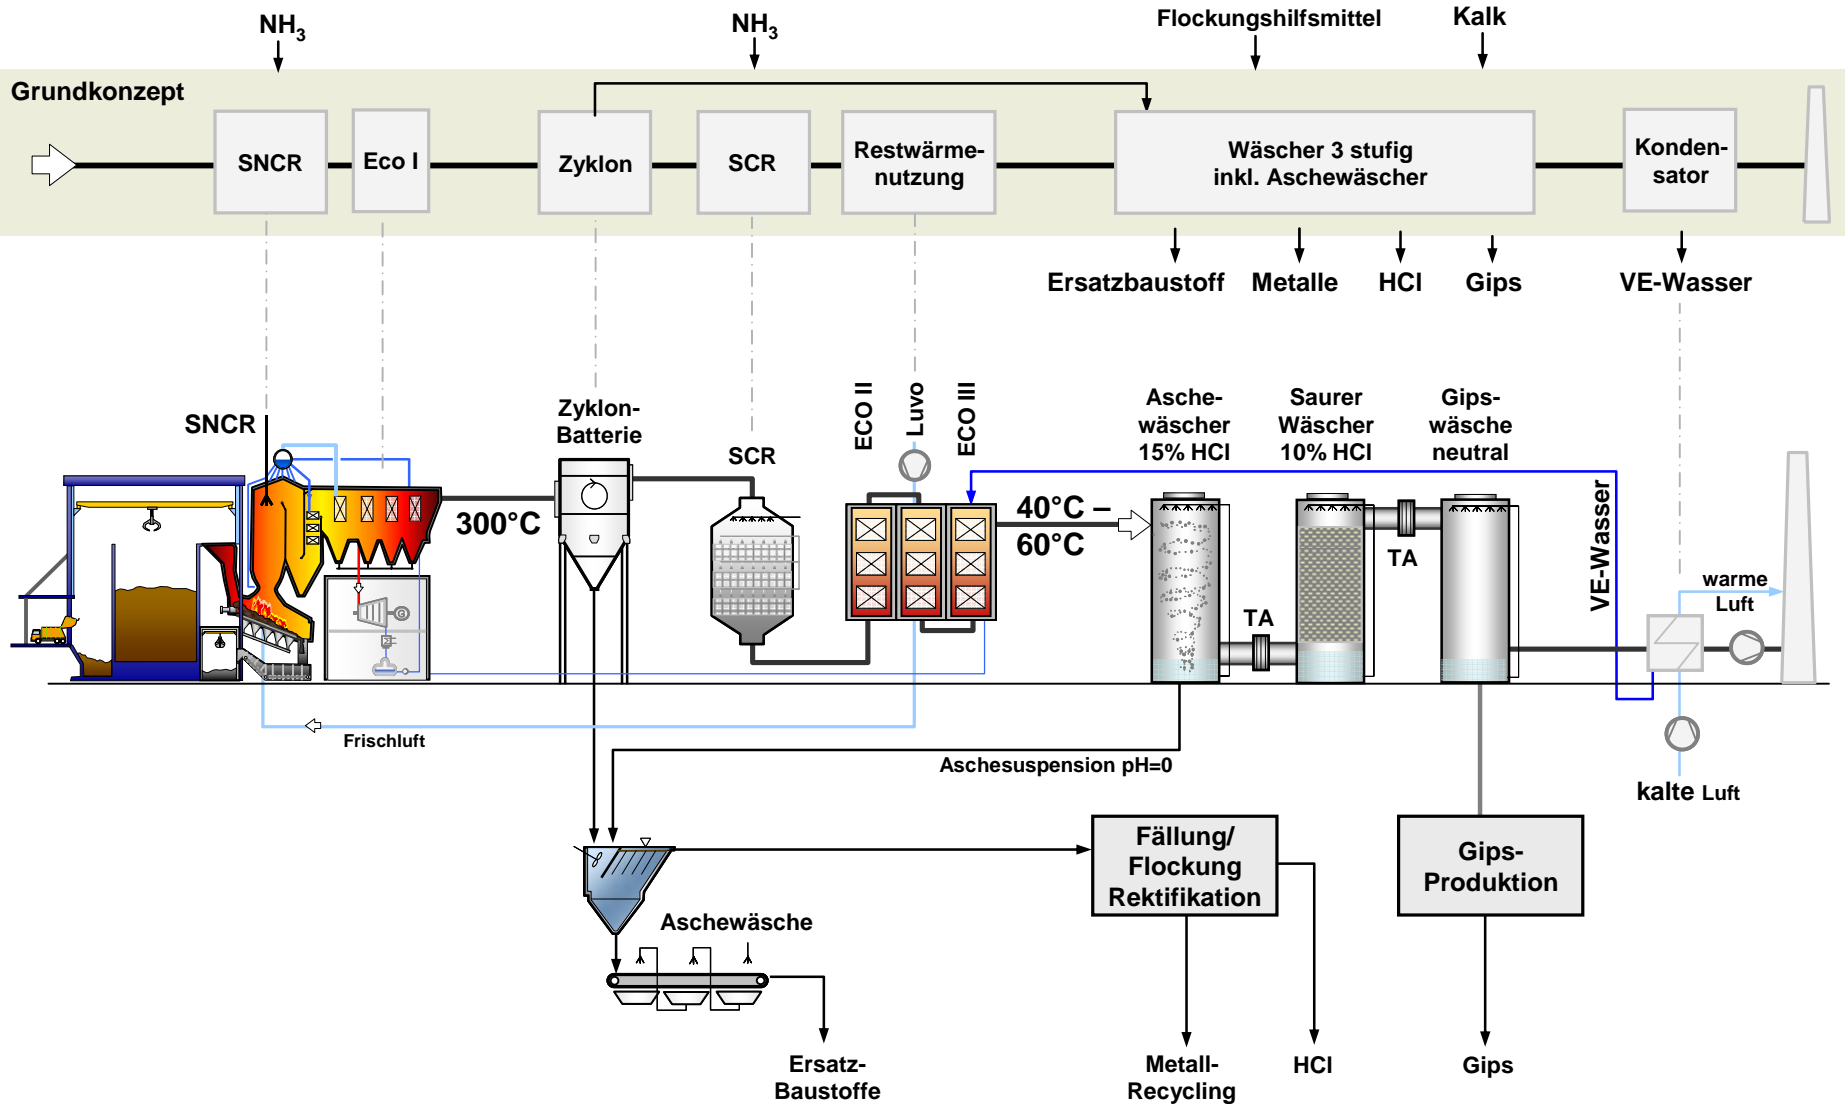 NH3
NH3
Flockungshilfsmittel
Kalk
Grundkonzept
SNCR
Eco I
Zyklon
SCR
Restwärme-
nutzung
Wäscher 3 stufig
inkl. Aschewäscher
Konden-
sator
Ersatzbaustoff
Metalle
HCl
Gips
VE-Wasser
SNCR
Zyklon-
Batterie
SCR
ECO II
Luvo
ECO III
Asche-
wäscher
15% HCl
Saurer
Wäscher
10% HCl
Gips-
wäsche
neutral
300°C
40°C –
60°C
TA
TA
VE-Wasser
warme
Luft
G
Frischluft
Aschesuspension pH=0
kalte Luft
Fällung/
Flockung
Rektifikation
Gips-
Produktion
Aschewäsche
Ersatz-
Baustoffe
Metall-
Recycling
HCl
Gips